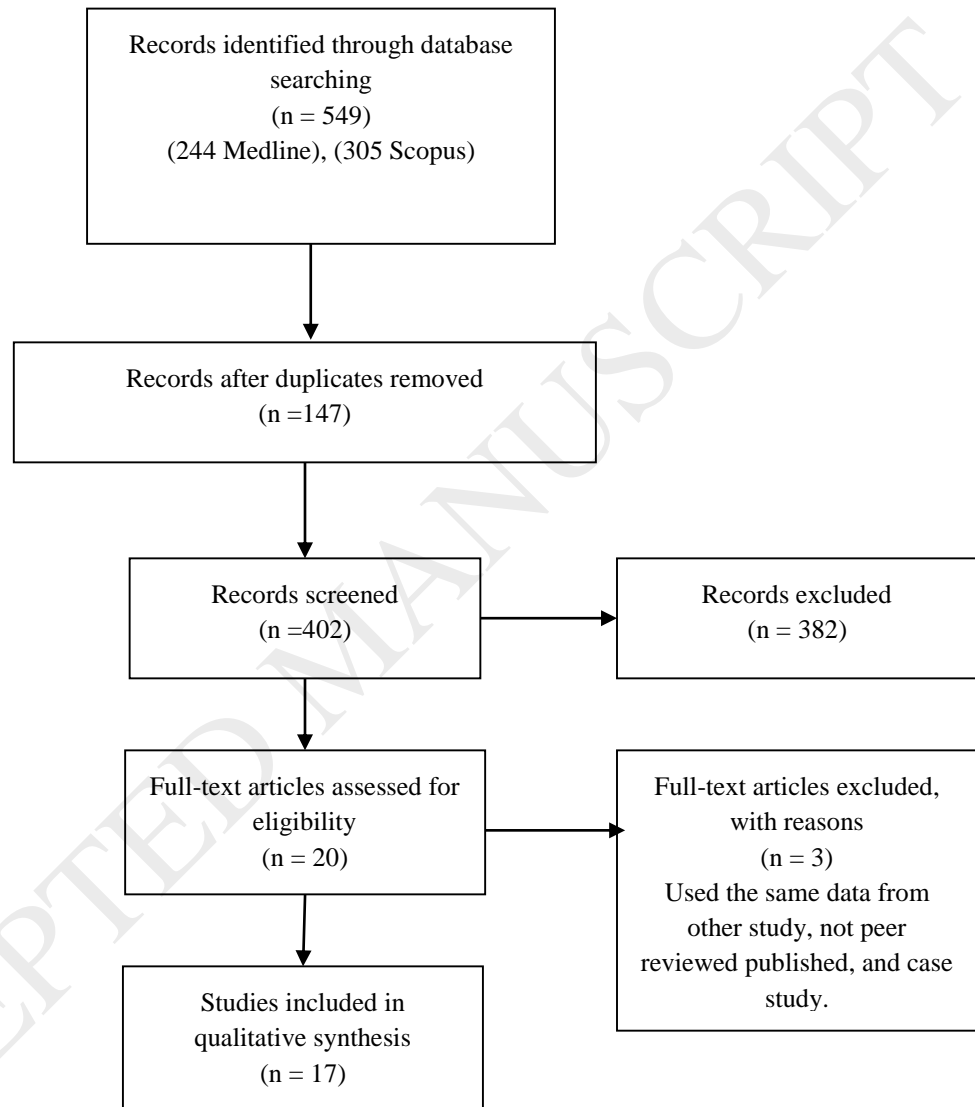 Records identified through database
searching
(n = 549)
(244 Medline), (305 Scopus)
Records after duplicates removed
(n =147)
Records screened
(n =402)
Records excluded
(n = 382)
Full-text articles assessed for
eligibility
(n = 20)
Full-text articles excluded,
with reasons
(n = 3)
Used the same data from
other study, not peer
reviewed published, and case
study.
Studies included in
qualitative synthesis
(n = 17)
EPTED MANUSCRIPT